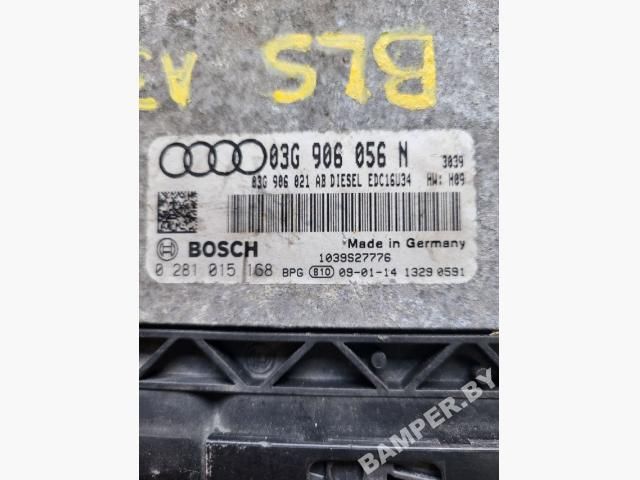 BLS A3
03G 906 056 N 3039
03G 906 021 AB DIESEL EDC16U34 HW: H09
BOSCH Made in Germany
1039S27776
0 281 015 168 BPG 810 09-01-14 1329 0591
BAMPER.BY